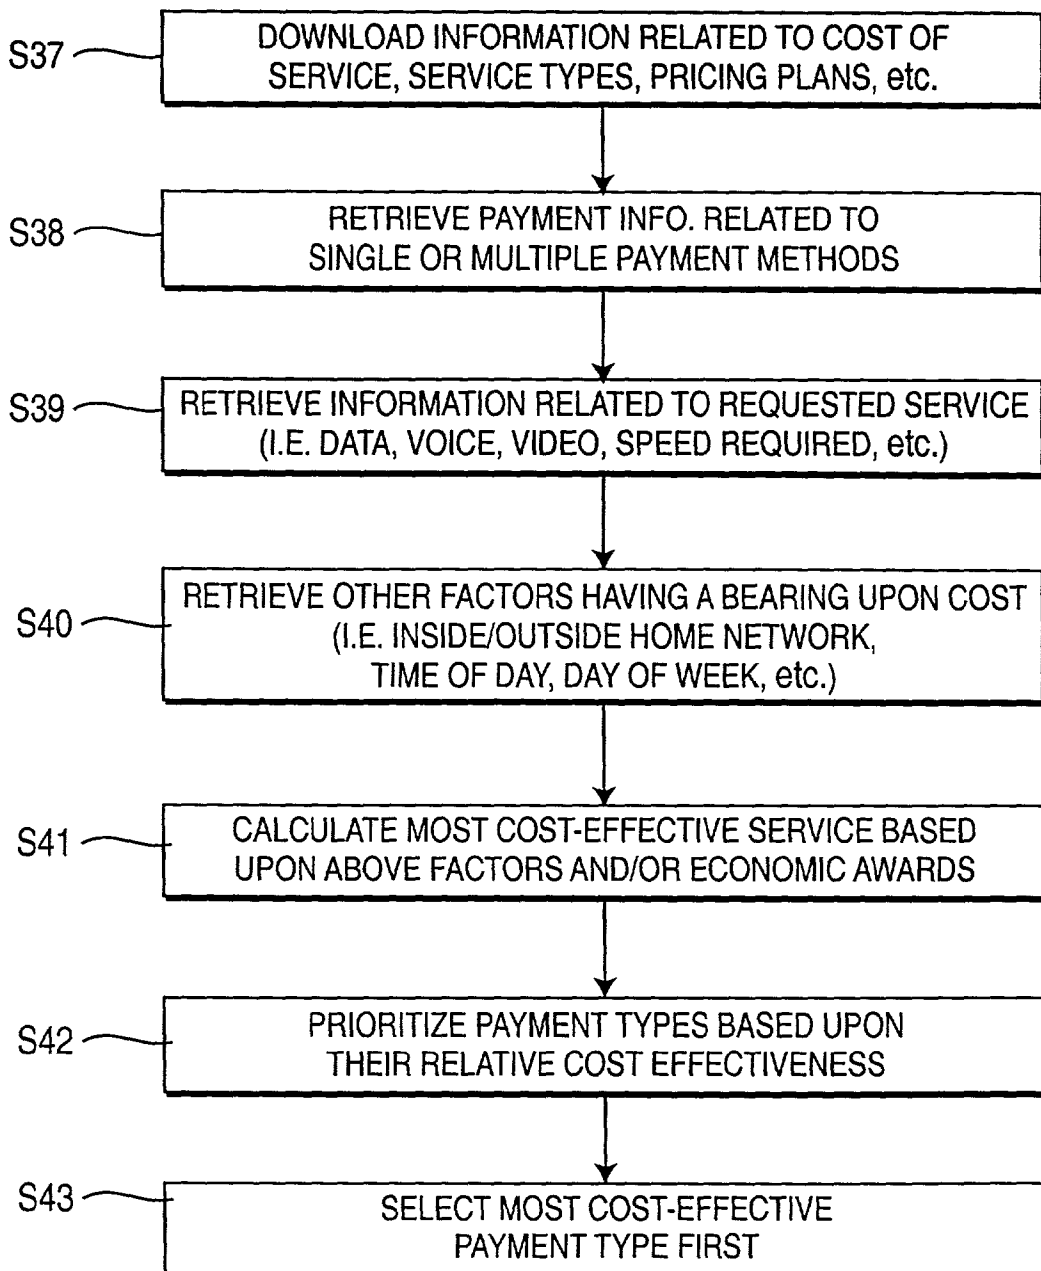 S37
DOWNLOAD INFORMATION RELATED TO COST OF
SERVICE, SERVICE TYPES, PRICING PLANS, etc.
S38
RETRIEVE PAYMENT INFO. RELATED TO
SINGLE OR MULTIPLE PAYMENT METHODS
S39
RETRIEVE INFORMATION RELATED TO REQUESTED SERVICE
(I.E. DATA, VOICE, VIDEO, SPEED REQUIRED, etc.)
S40
RETRIEVE OTHER FACTORS HAVING A BEARING UPON COST
(I.E. INSIDE/OUTSIDE HOME NETWORK,
TIME OF DAY, DAY OF WEEK, etc.)
S41
CALCULATE MOST COST-EFFECTIVE SERVICE BASED
UPON ABOVE FACTORS AND/OR ECONOMIC AWARDS
S42
PRIORITIZE PAYMENT TYPES BASED UPON
THEIR RELATIVE COST EFFECTIVENESS
S43
SELECT MOST COST-EFFECTIVE
PAYMENT TYPE FIRST